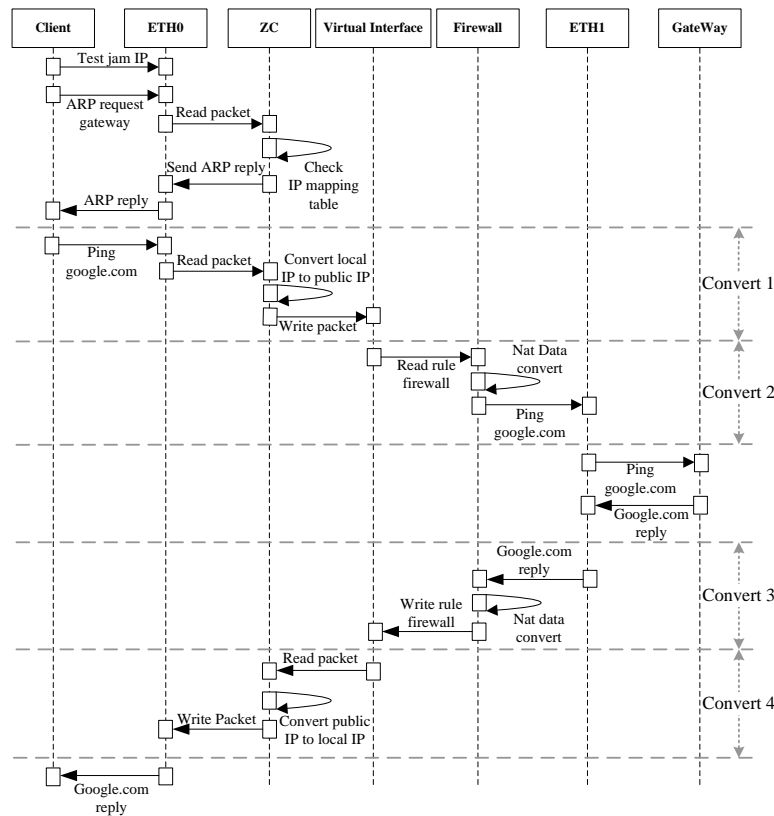 Client
ETH0
ZC
Virtual Interface
Firewall
ETH1
GateWay
Test jam IP
ARP request
gateway
Read packet
Check
IP mapping
table
Send ARP reply
ARP reply
Ping
google.com
Read packet
Convert local
IP to public IP
Write packet
Convert 1
Read rule
firewall
Nat Data
convert
Ping
google.com
Convert 2
Ping
google.com
Google.com
reply
Google.com
reply
Nat data
convert
Write rule
firewall
Convert 3
Read packet
Convert public
IP to local IP
Write Packet
Convert 4
Google.com
reply